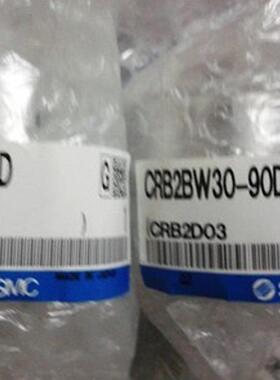 D
G
MADE IN JAPAN
SMC
CRB2BW30-90D
CRB2D03
S